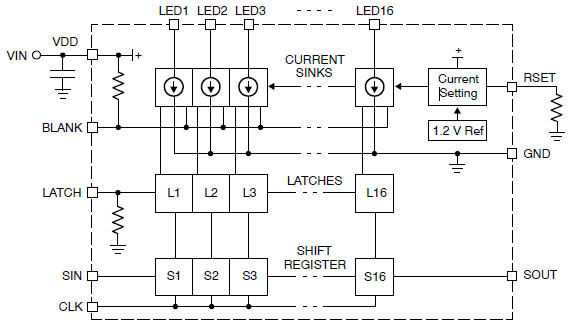 LED1 LED2 LED3 LED16
VDD
VIN
+
+
CURRENT
SINKS
Current
Setting
RSET
BLANK
1.2 V Ref
GND
LATCH
L1 L2 L3
LATCHES
L16
SHIFT
REGISTER
SIN
S1 S2 S3
S16
SOUT
CLK